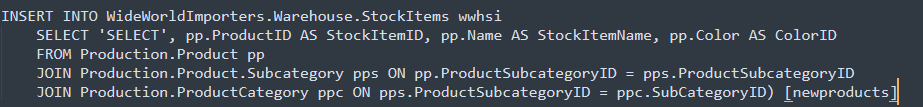 INSERT INTO WideWorldImporters.Warehouse.StockItems wwhsi
SELECT 'SELECT', pp.ProductID AS StockItemID, pp.Name AS StockItemName, pp.Color AS ColorID
FROM Production.Product pp
JOIN Production.Product.Subcategory pps ON pp.ProductSubcategoryID = pps.ProductSubcategoryID
JOIN Production.ProductCategory ppc ON pps.ProductSubcategoryID = ppc.SubCategoryID) [newproducts]